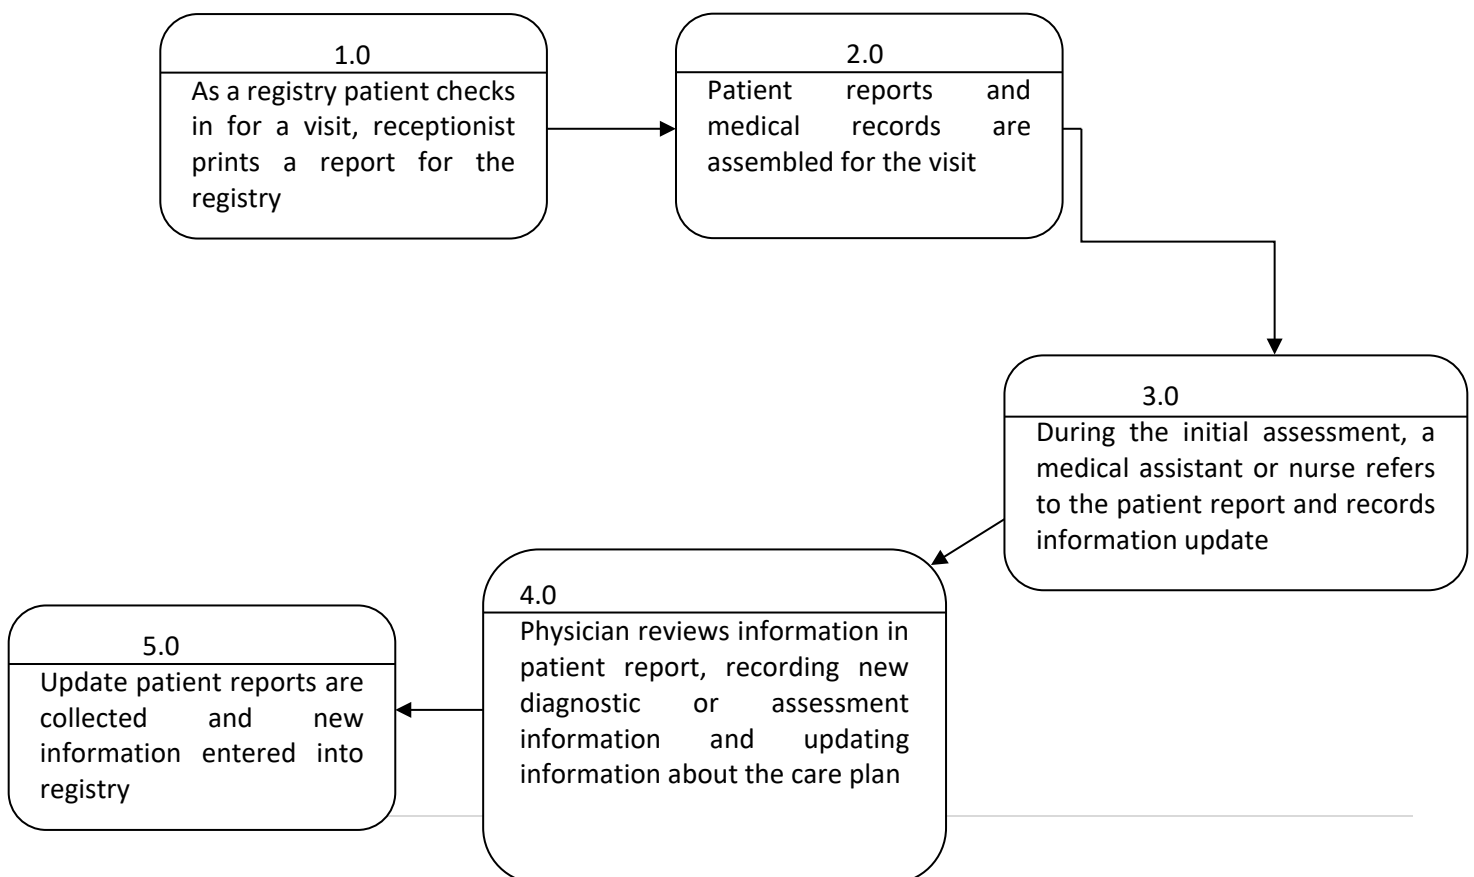 1.0
As a registry patient checks
in for a visit, receptionist
prints a report for the
registry
2.0
Patient reports and
medical records are
assembled for the visit
3.0
During the initial assessment, a
medical assistant or nurse refers
to the patient report and records
information update
4.0
Physician reviews information in
patient report, recording new
diagnostic or assessment
information and updating
information about the care plan
5.0
Update patient reports are
collected and new
information entered into
registry